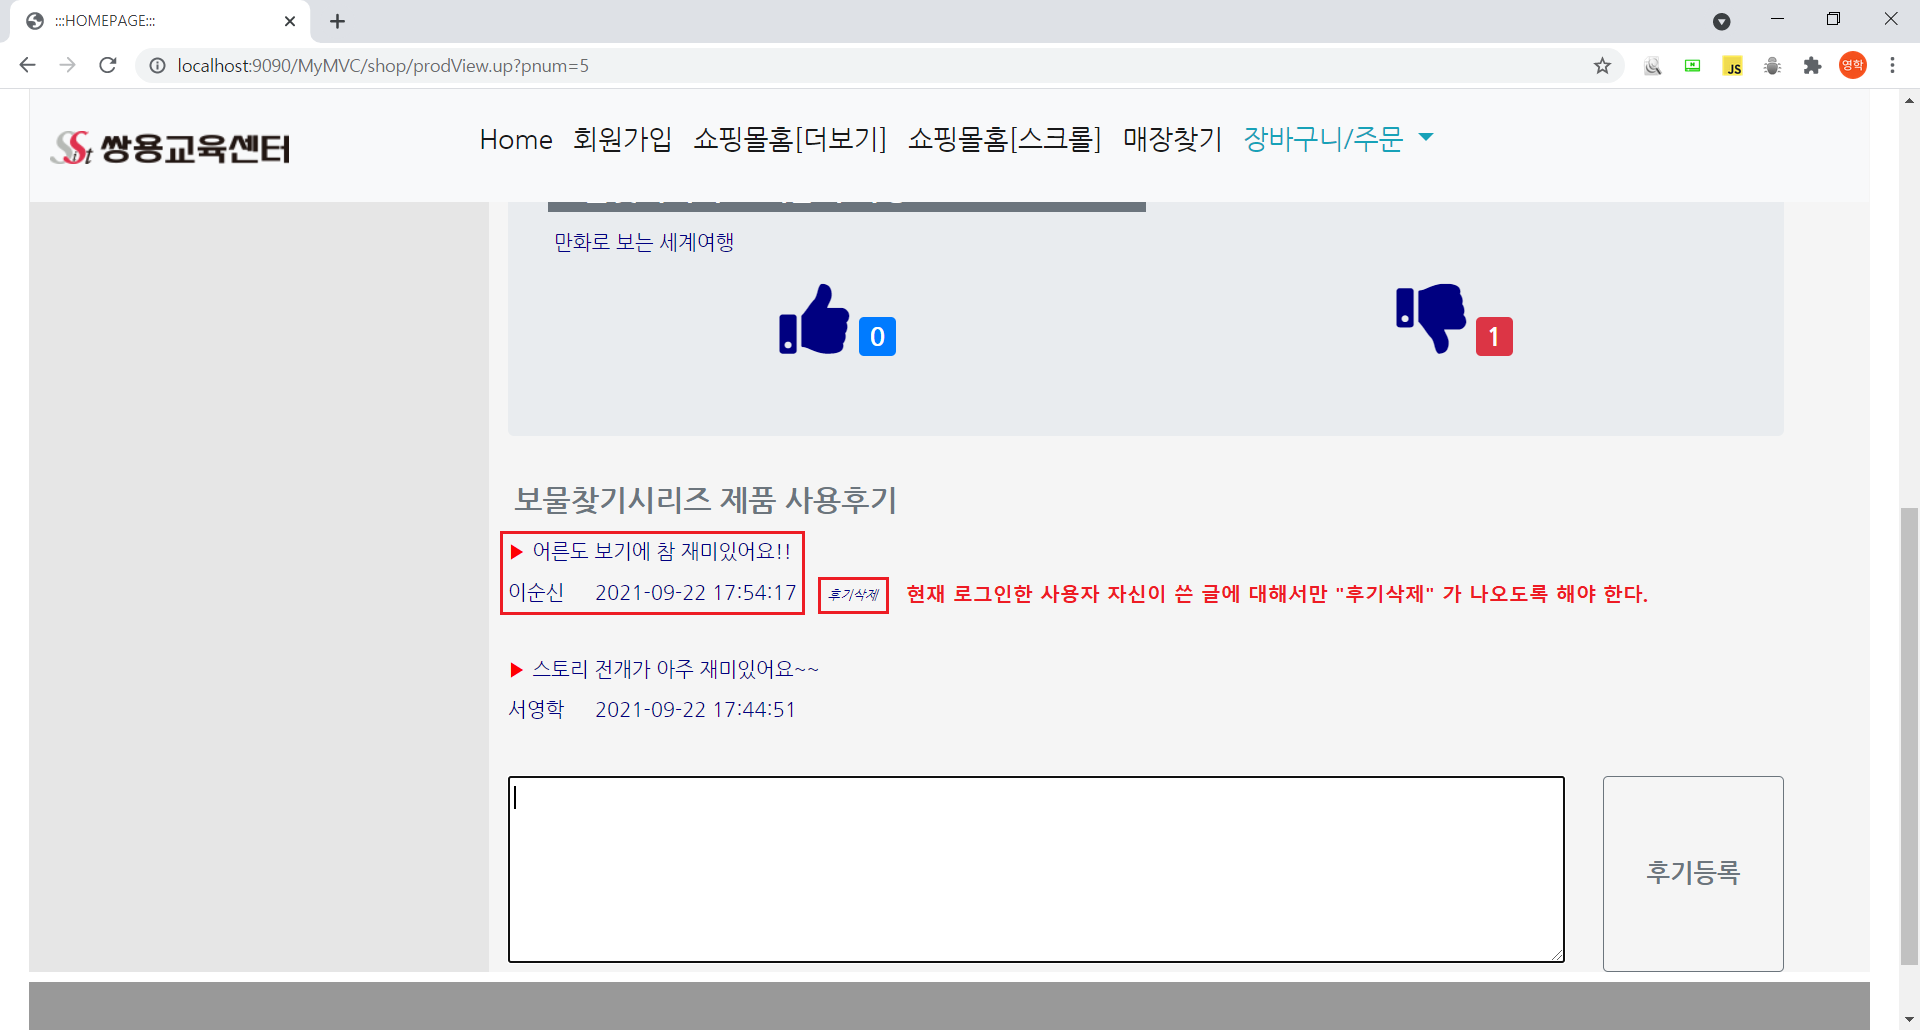 :::HOMEPAGE:::
localhost:9090/MyMVC/shop/prodView.up?pnum=5
JS
영학
쌍용교육센터
Home 회원가입 쇼핑몰홈[더보기] 쇼핑몰홈[스크롤] 매장찾기 장바구니/주문
만화로 보는 세계여행
0
1
보물찾기시리즈 제품 사용후기
▶ 어른도 보기에 참 재미있어요!!
이순신 2021-09-22 17:54:17 후기삭제 현재 로그인한 사용자 자신이 쓴 글에 대해서만 "후기삭제" 가 나오도록 해야 한다.
▶ 스토리 전개가 아주 재미있어요~~
서영학 2021-09-22 17:44:51
후기등록